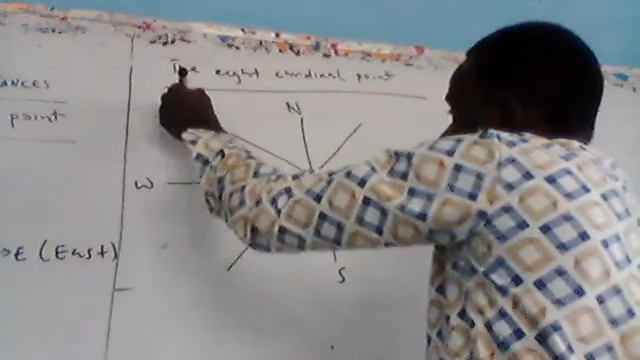 ANCES
point
E (East)
The eight cardinal point
N
W
S